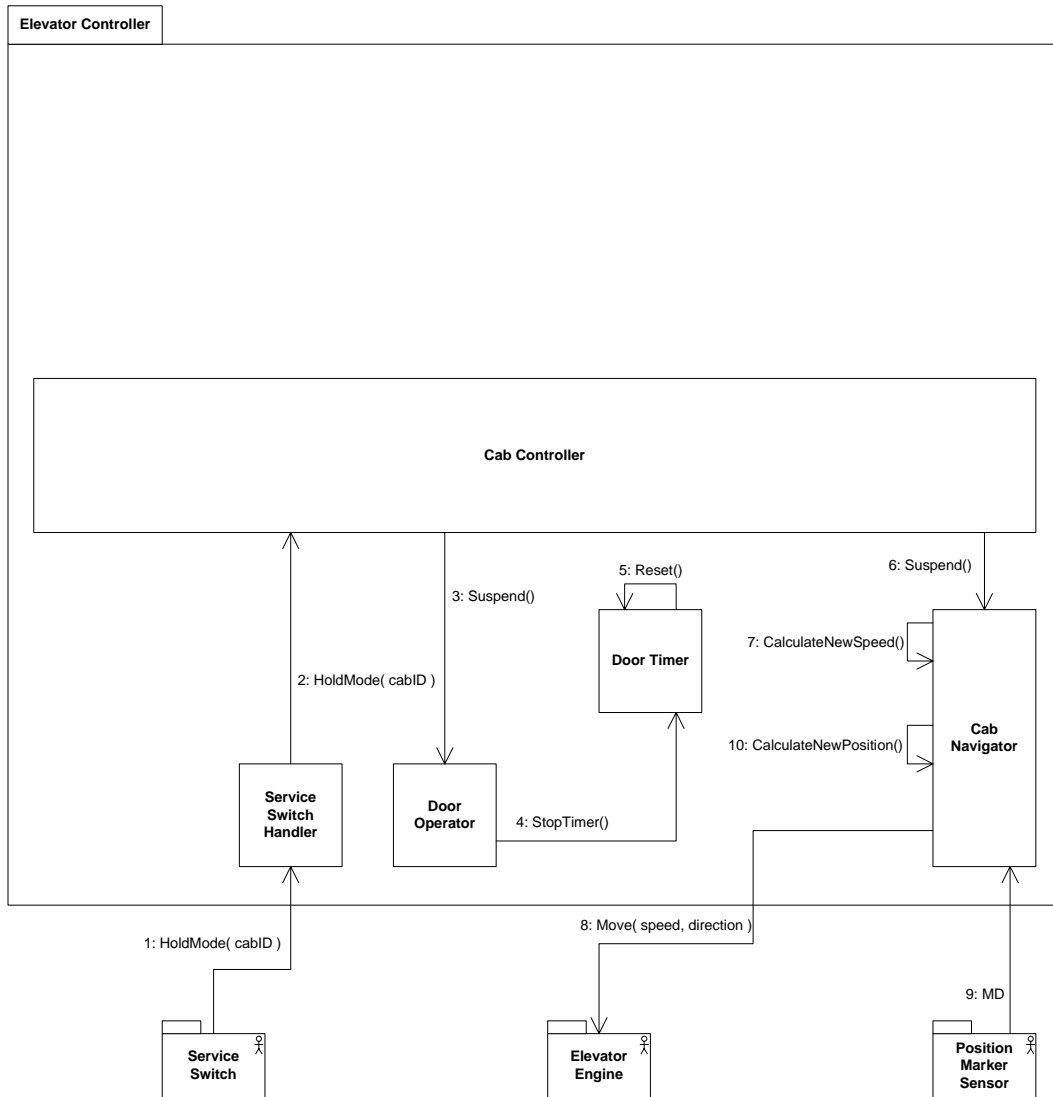 Elevator Controller
Cab Controller
5: Reset()
6: Suspend()
3: Suspend()
7: CalculateNewSpeed()
Door Timer
2: HoldMode( cabID )
Cab
Navigator
10: CalculateNewPosition()
Service
Switch
Handler
Door
Operator
4: StopTimer()
8: Move( speed, direction )
1: HoldMode( cabID )
9: MD
Service
Switch
Elevator
Engine
Position
Marker
Sensor